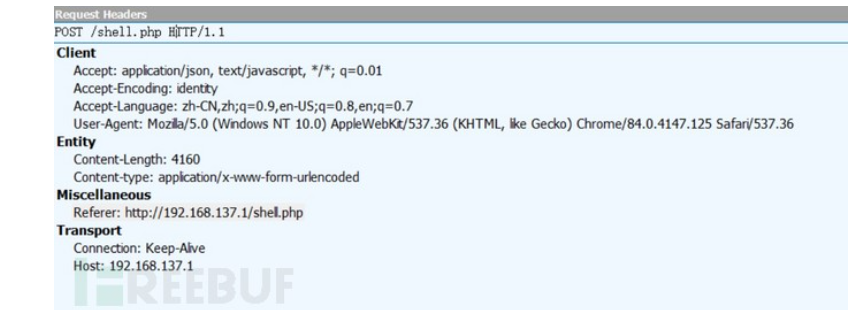 Request Headers
POST /shell.php HTTP/1.1
Client
Accept: application/json, text/javascript, */*; q=0.01
Accept-Encoding: identity
Accept-Language: zh-CN,zh;q=0.9,en-US;q=0.8,en;q=0.7
User-Agent: Mozilla/5.0 (Windows NT 10.0) AppleWebKit/537.36 (KHTML, like Gecko) Chrome/84.0.4147.125 Safari/537.36
Entity
Content-Length: 4160
Content-type: application/x-www-form-urlencoded
Miscellaneous
Referer: http://192.168.137.1/shell.php
Transport
Connection: Keep-Alive
Host: 192.168.137.1
FREEBUF